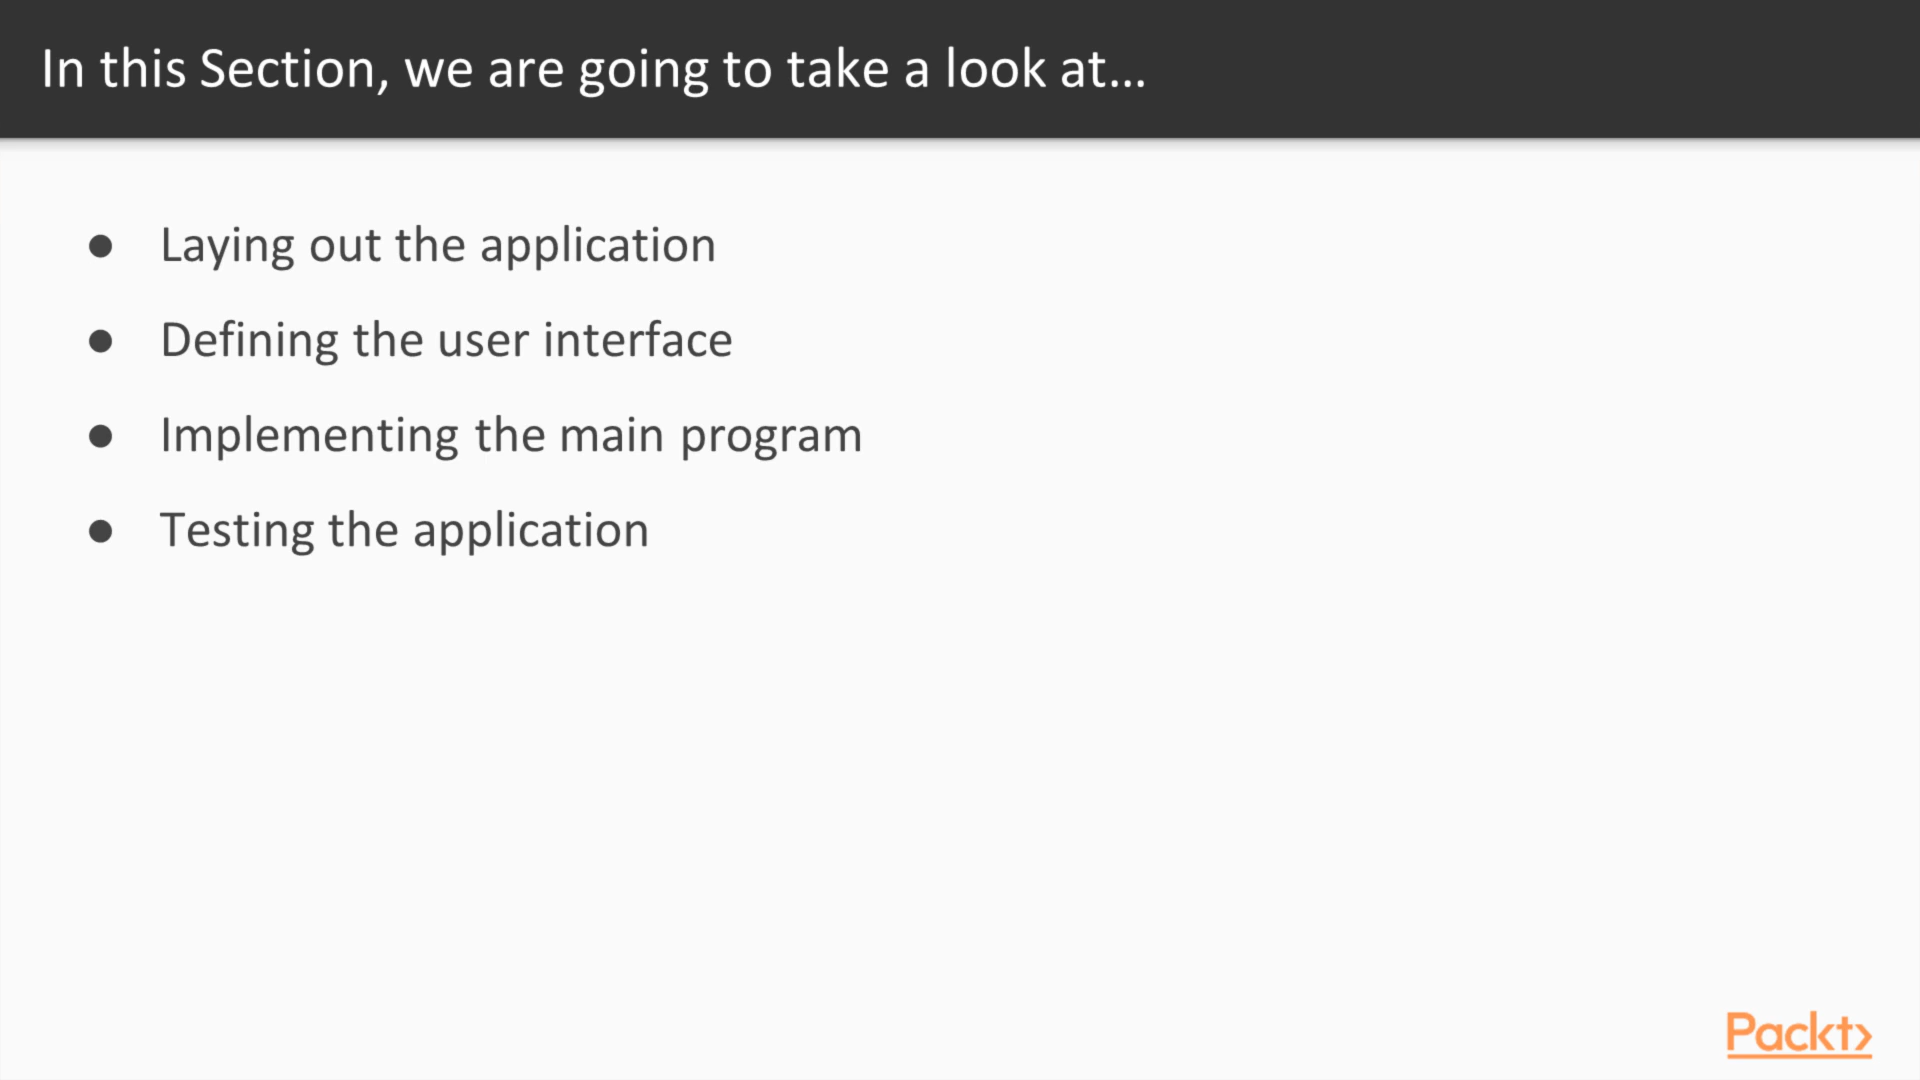 In this Section, we are going to take a look at...
● Laying out the application
● Defining the user interface
● Implementing the main program
● Testing the application
Packt>